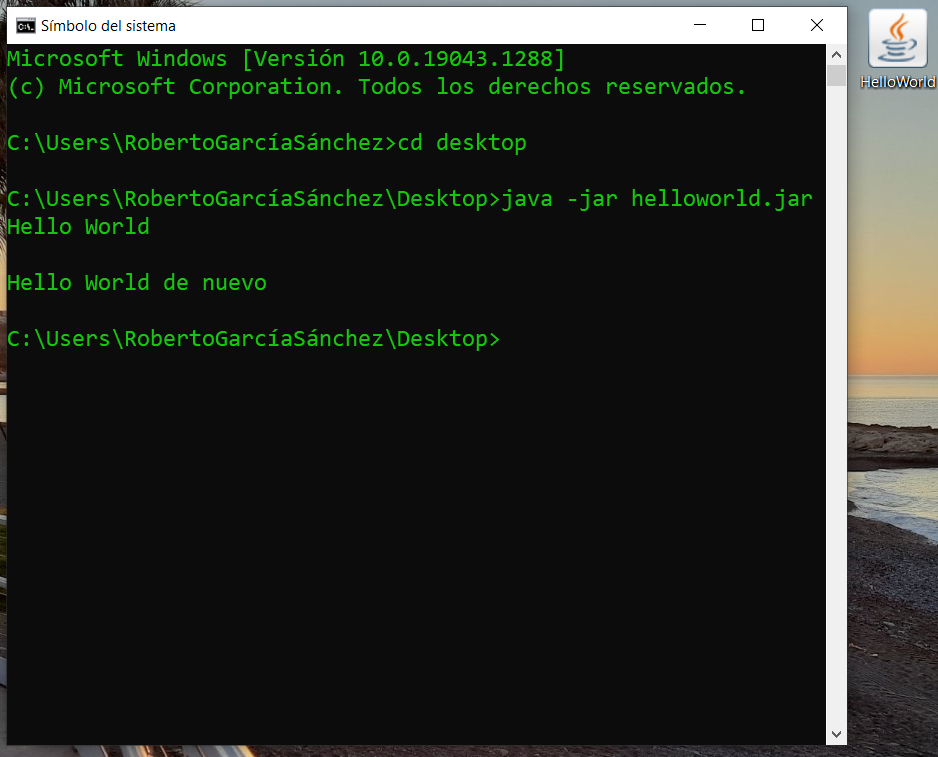 Símbolo del sistema
Microsoft Windows [Versión 10.0.19043.1288]
(c) Microsoft Corporation. Todos los derechos reservados.
C:\Users\RobertoGarcíaSánchez>cd desktop
C:\Users\RobertoGarcíaSánchez\Desktop>java -jar helloworld.jar
Hello World
Hello World de nuevo
C:\Users\RobertoGarcíaSánchez\Desktop>
HelloWorld